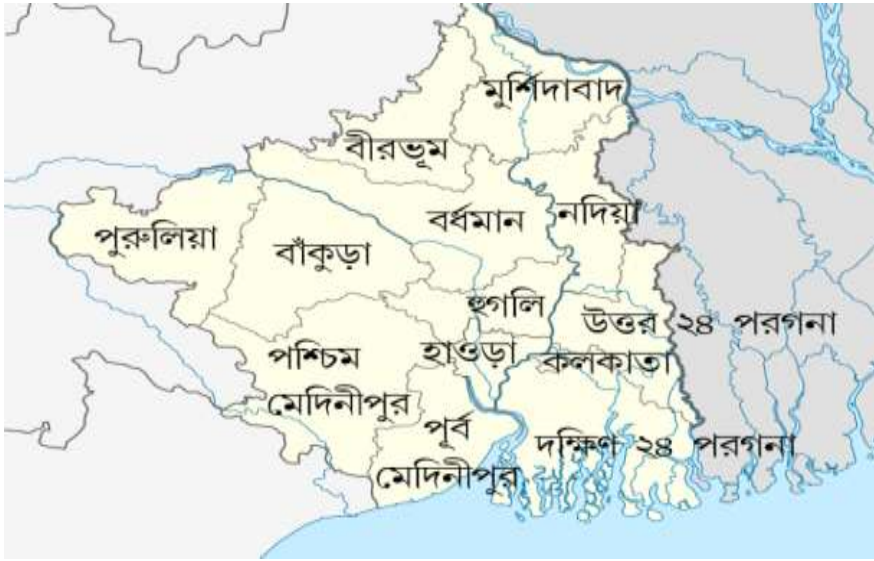 মুর্শিদাবাদ
বীরভূম
নদিয়া
বর্ধমান
পুরুলিয়া
বাঁকুড়া
হুগলি
উত্তর ২৪ পরগনা
হাওড়া
কলকাতা
পশ্চিম
মেদিনীপুর
পূর্ব
মেদিনীপুর
দক্ষিণ ২৪ পরগনা